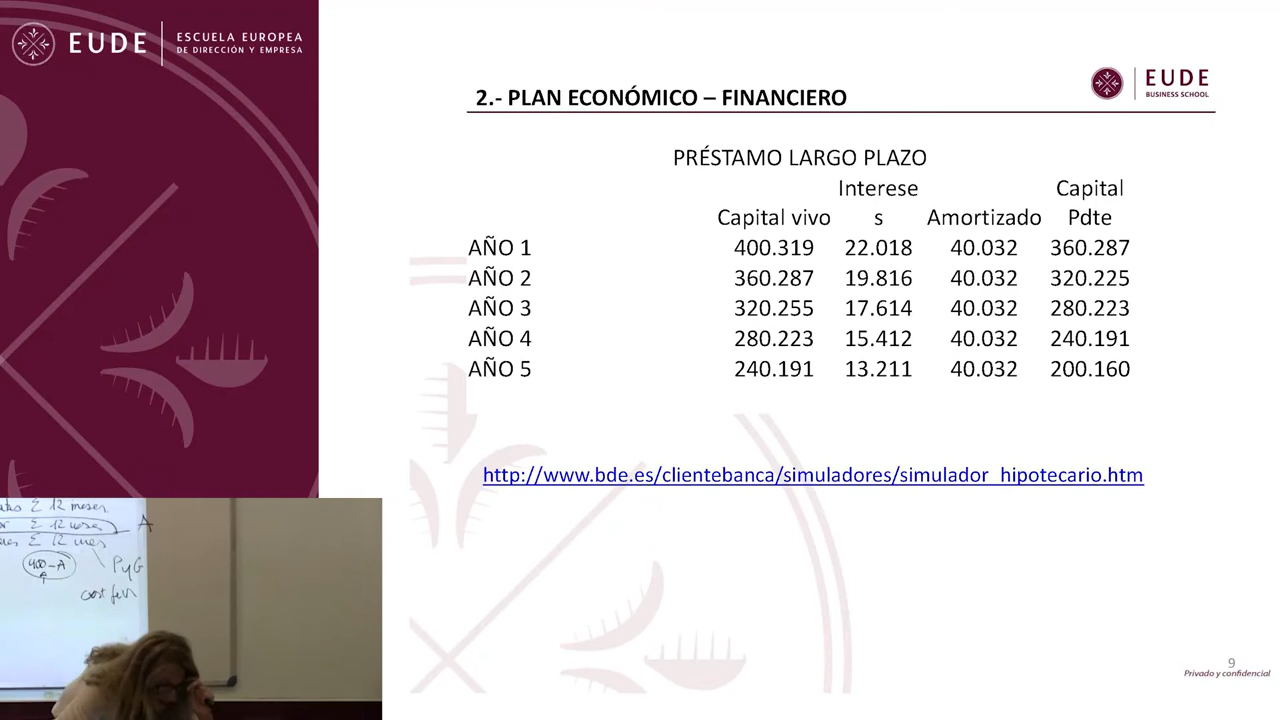 EUDE
ESCUELA EUROPEA
DE DIRECCIÓN Y EMPRESA
2.- PLAN ECONÓMICO – FINANCIERO
EUDE
BUSINESS SCHOOL
PRÉSTAMO LARGO PLAZO
Interese Capital
Capital vivo s Amortizado Pdte
AÑO 1 400.319 22.018 40.032 360.287
AÑO 2 360.287 19.816 40.032 320.225
AÑO 3 320.255 17.614 40.032 280.223
AÑO 4 280.223 15.412 40.032 240.191
AÑO 5 240.191 13.211 40.032 200.160
http://www.bde.es/clientebanca/simuladores/simulador_hipotecario.htm
Σ 12 meses
Σ 12 meses A
Σ 12 mes
400-A PyG
9
Privado y confidencial